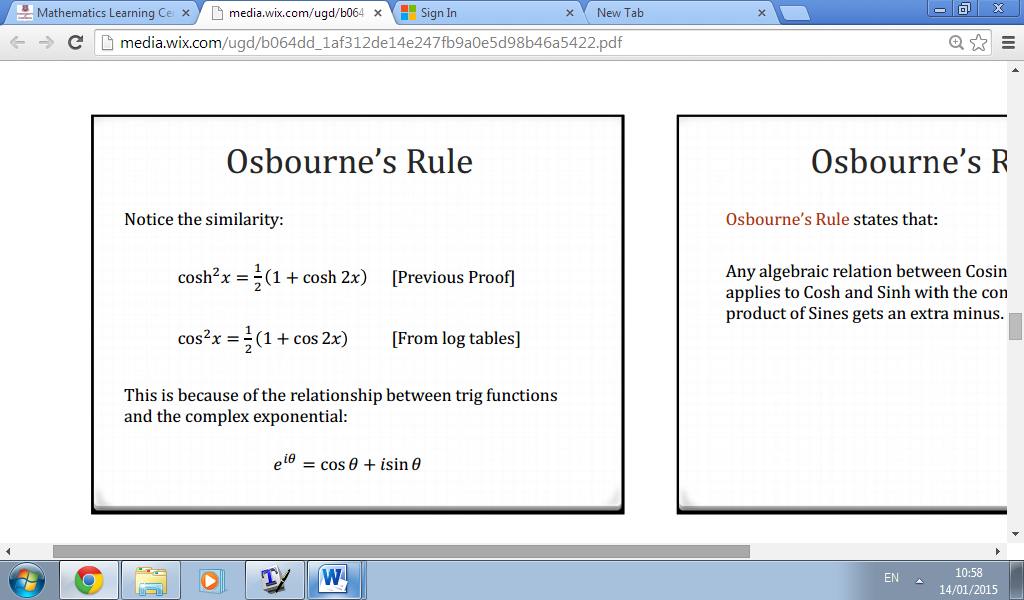 Mathematics Learning Ce
media.wix.com/ugd/b064
Sign In
New Tab
media.wix.com/ugd/b064dd_1af312de14e247fb9a0e5d98b46a5422.pdf
Osbourne's Rule
Notice the similarity:
cosh²x = ½(1 + cosh 2x) [Previous Proof]
cos²x = ½(1 + cos 2x) [From log tables]
This is because of the relationship between trig functions
and the complex exponential:
e^{iθ} = cos θ + i sin θ
Osbourne's R
Osbourne's Rule states that:
Any algebraic relation between Cosin
applies to Cosh and Sinh with the con
product of Sines gets an extra minus.
EN
10:58
14/01/2015